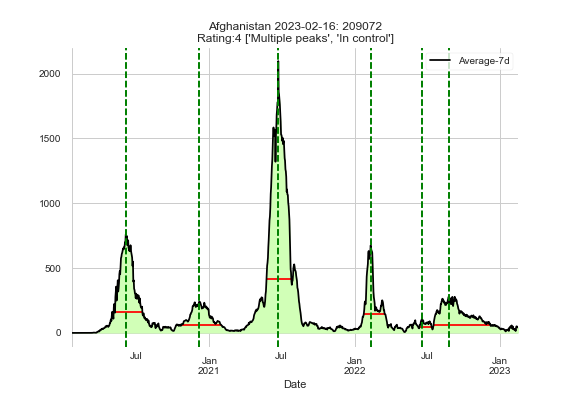 Afghanistan 2023-02-16: 209072
Rating:4 ['Multiple peaks', 'In control']
Average-7d
2000
1500
1000
500
0
Jul Jan Jul Jan Jul Jan
2021 2022 2023
Date